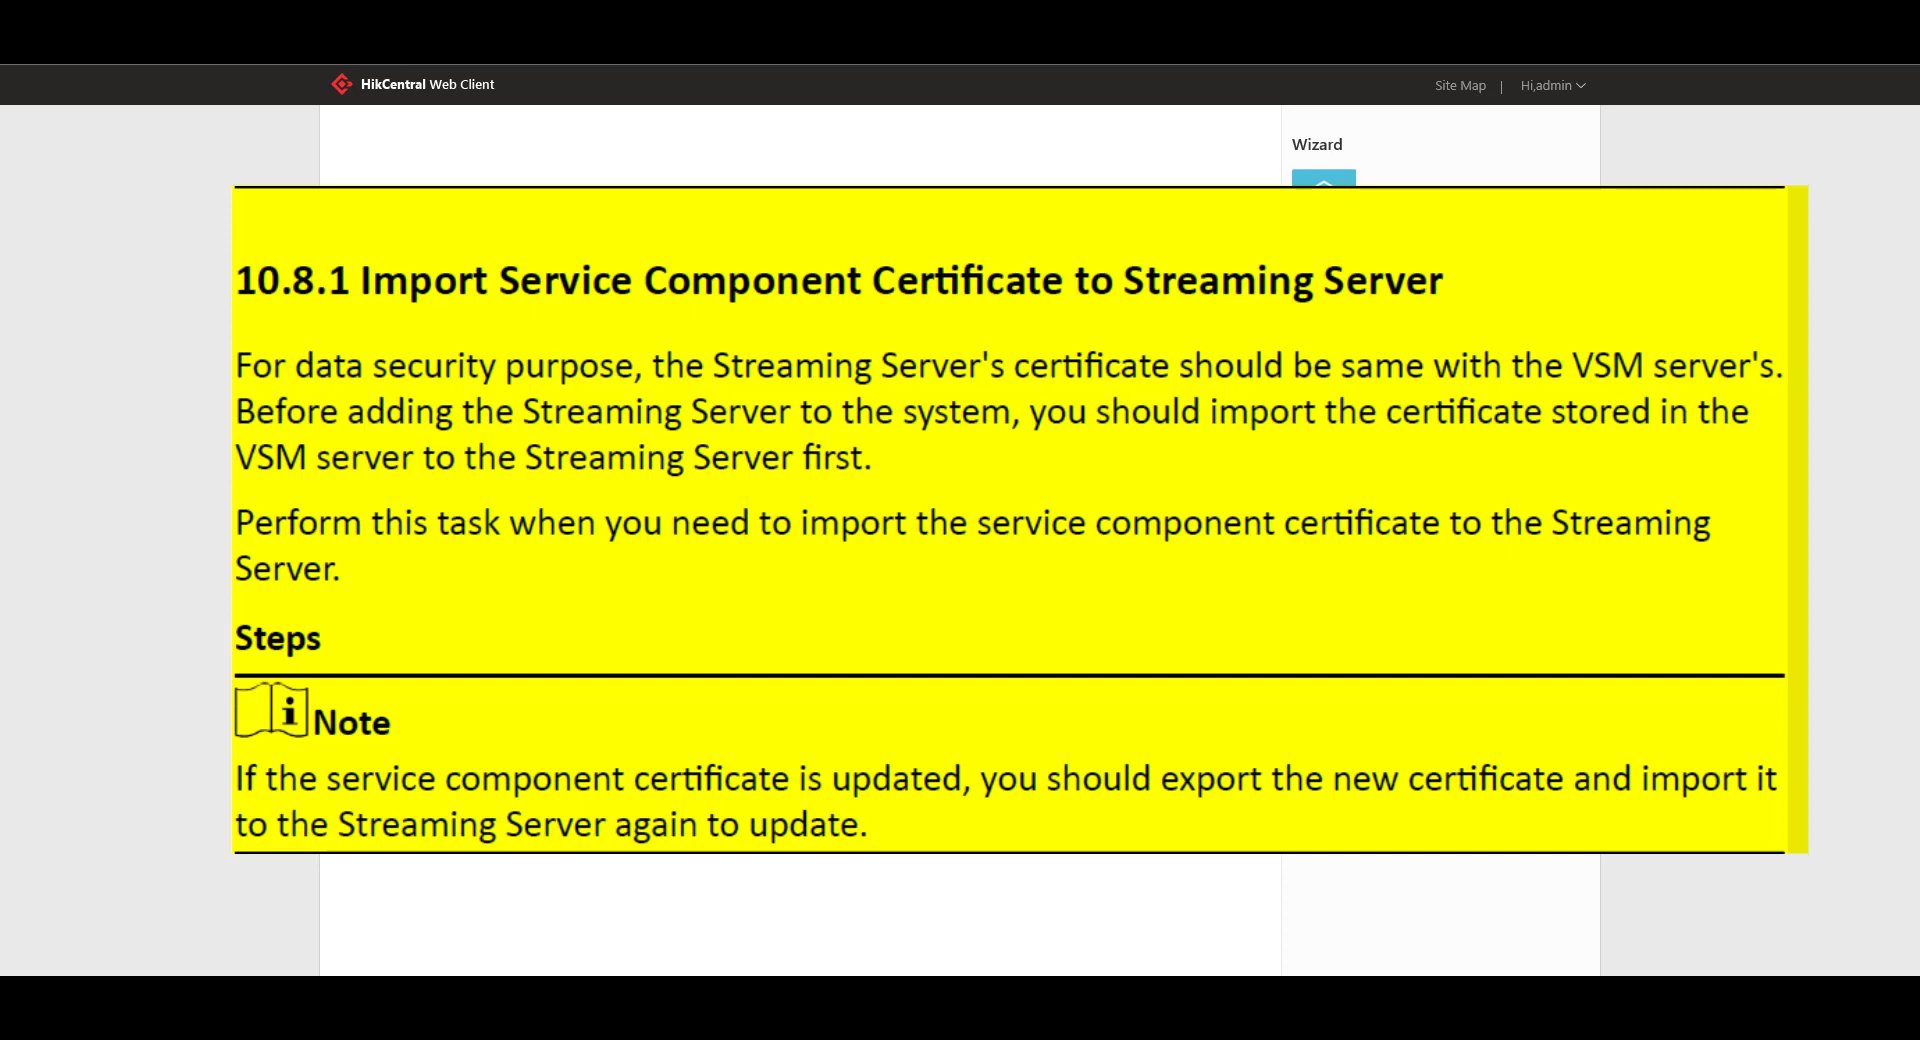 HikCentral Web Client
Site Map | Hi,admin
Wizard
10.8.1 Import Service Component Certificate to Streaming Server
For data security purpose, the Streaming Server's certificate should be same with the VSM server's.
Before adding the Streaming Server to the system, you should import the certificate stored in the
VSM server to the Streaming Server first.
Perform this task when you need to import the service component certificate to the Streaming
Server.
Steps
Note
If the service component certificate is updated, you should export the new certificate and import it
to the Streaming Server again to update.